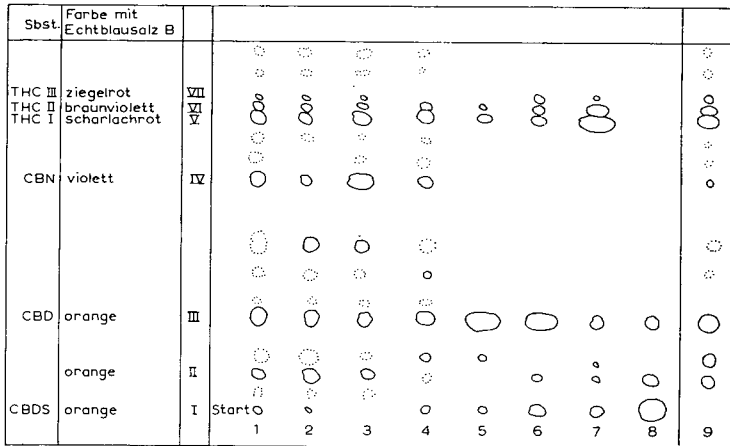 Sbst. Farbe mit Echtblausalz B
THC III ziegelrot VII
THC II braunviolett VI
THC I scharlachrot V
CBN violett IV
CBD orange III
orange II
CBDS orange I Start
1 2 3 4 5 6 7 8 9